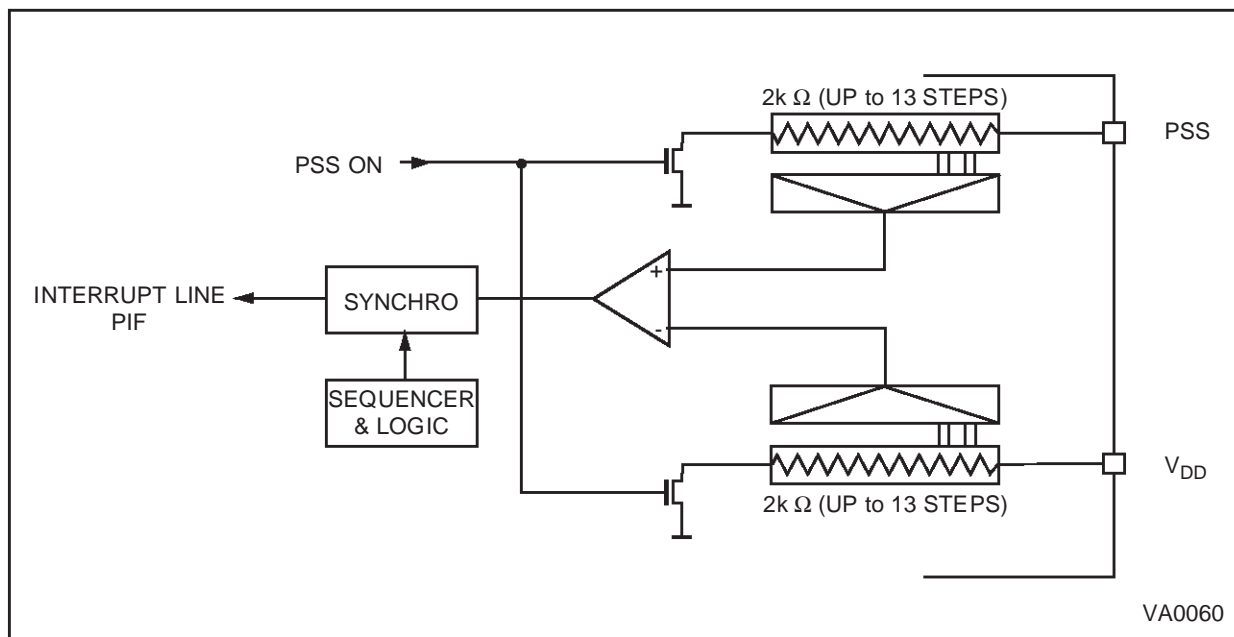 2k Ω (UP to 13 STEPS)
PSS
PSS ON
+
INTERRUPT LINE
PIF
SYNCHRO
-
SEQUENCER
& LOGIC
V_DD
2k Ω (UP to 13 STEPS)
VA0060